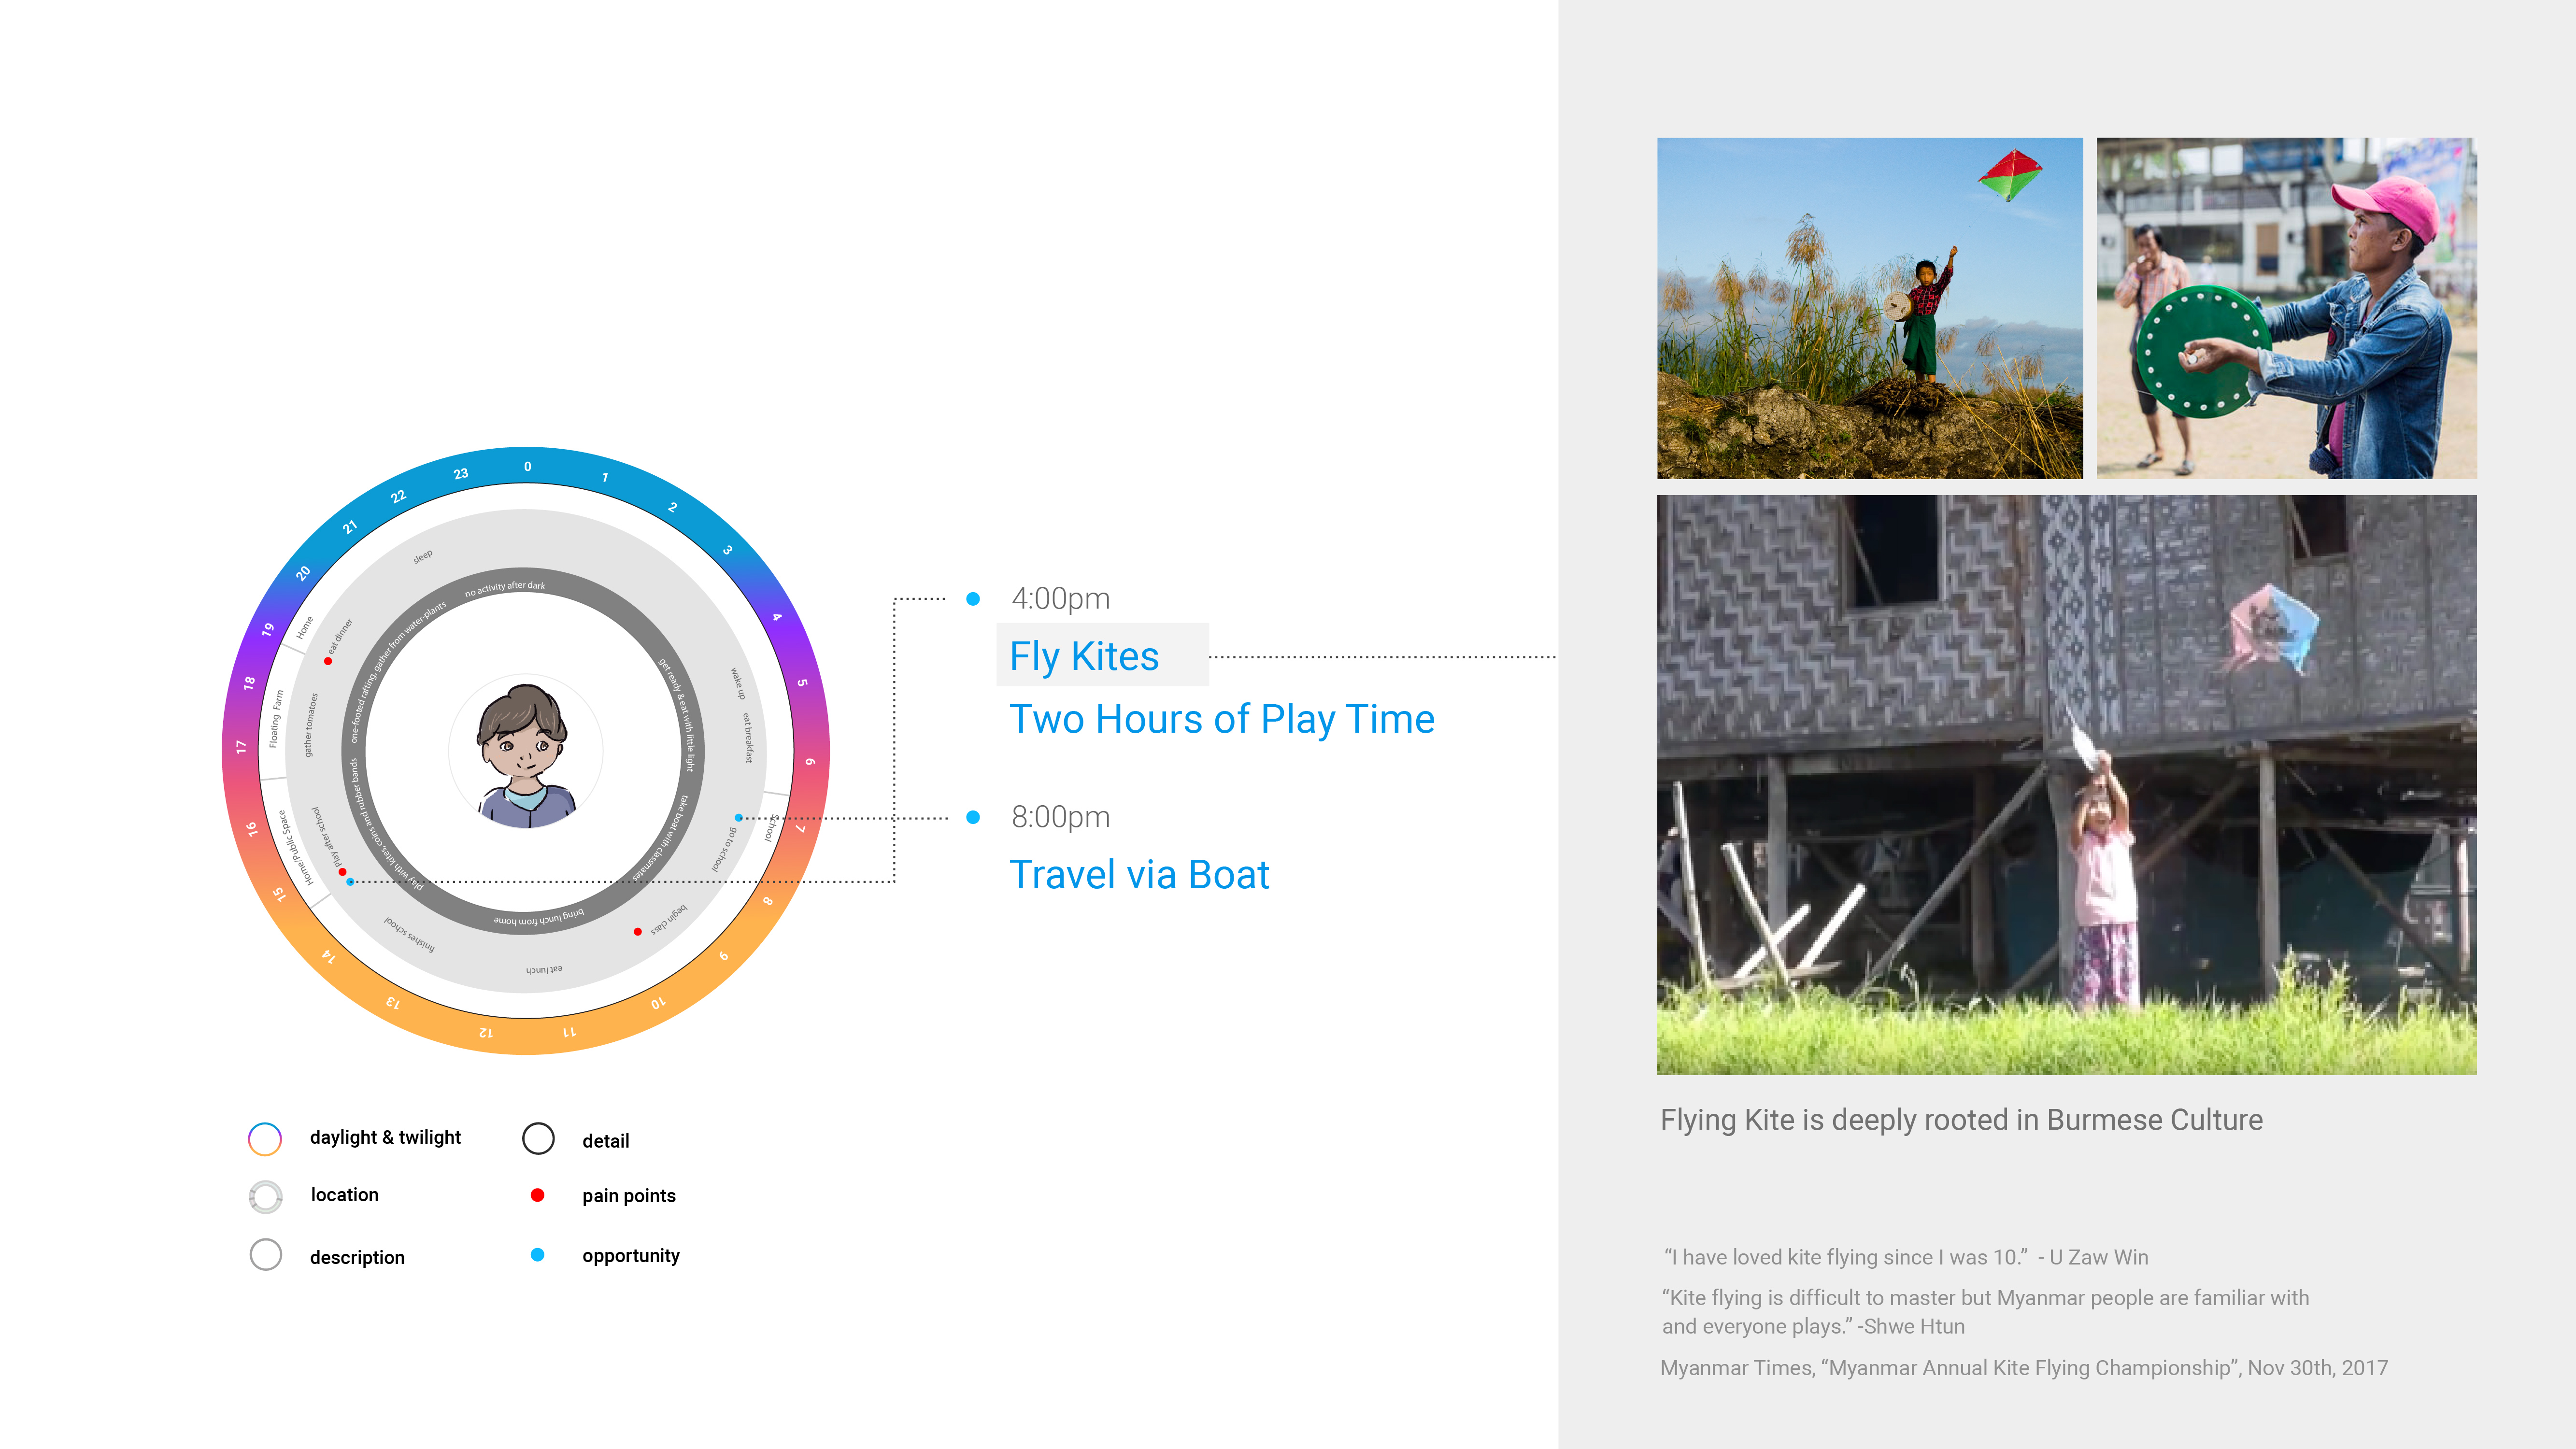 0
1
2
3
4
5
6
7
8
9
10
11
12
13
14
15
16
17
18
19
20
21
22
23
Home
Floating Farm
Home/Public Space
School
sleep
wake up
eat breakfast
go to school
begin class
eat lunch
finishes school
Play after school
gather tomatoes
eat dinner
no activity after dark
get ready & eat with little light
take boat with classmates
bring lunch from home
play with kites, coins and rubber bands
one-footed rafting, gather from water-plants
4:00pm
Fly Kites
Two Hours of Play Time
8:00pm
Travel via Boat
daylight & twilight
location
description
detail
pain points
opportunity
Flying Kite is deeply rooted in Burmese Culture
“I have loved kite flying since I was 10.” - U Zaw Win
“Kite flying is difficult to master but Myanmar people are familiar with
and everyone plays.” -Shwe Htun
Myanmar Times, “Myanmar Annual Kite Flying Championship”, Nov 30th, 2017